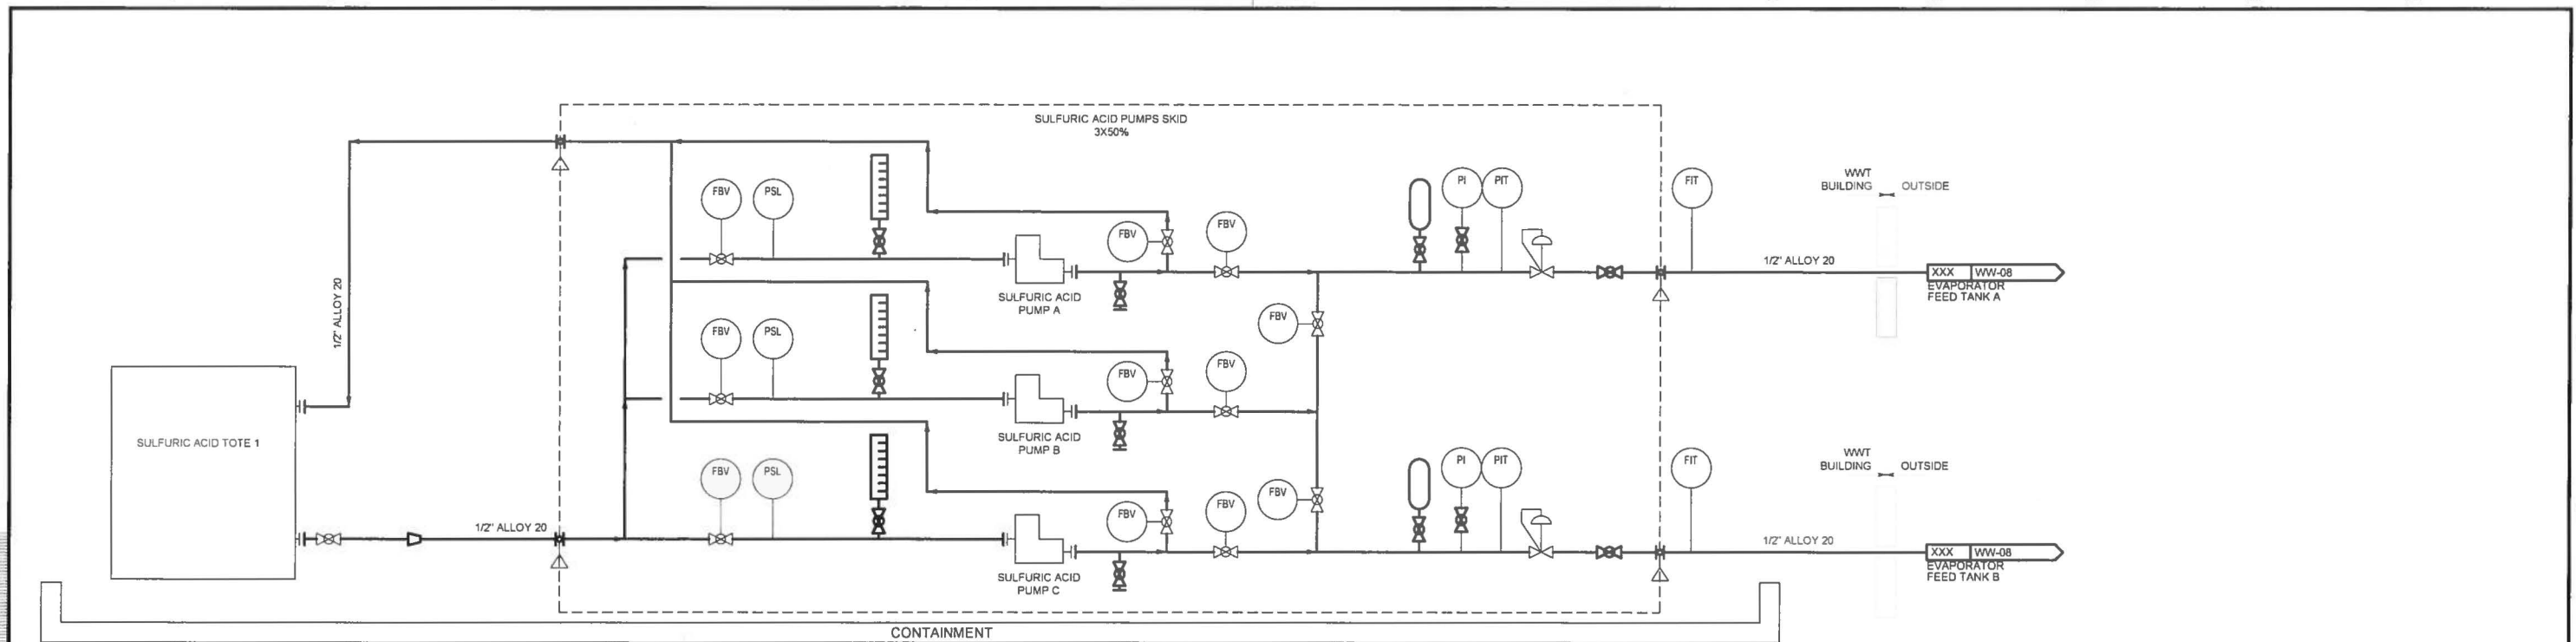 SULFURIC ACID PUMPS SKID
3X50%
FBV
PSL
FBV
FBV
PI
PIT
FIT
WWT
BUILDING
OUTSIDE
1/2" ALLOY 20
SULFURIC ACID
PUMP A
1/2" ALLOY 20
XXX
WW-08
EVAPORATOR
FEED TANK A
FBV
FBV
PSL
FBV
FBV
SULFURIC ACID
PUMP B
SULFURIC ACID TOTE 1
FBV
PSL
FBV
FBV
FBV
PI
PIT
FIT
WWT
BUILDING
OUTSIDE
1/2" ALLOY 20
SULFURIC ACID
PUMP C
1/2" ALLOY 20
XXX
WW-08
EVAPORATOR
FEED TANK B
CONTAINMENT